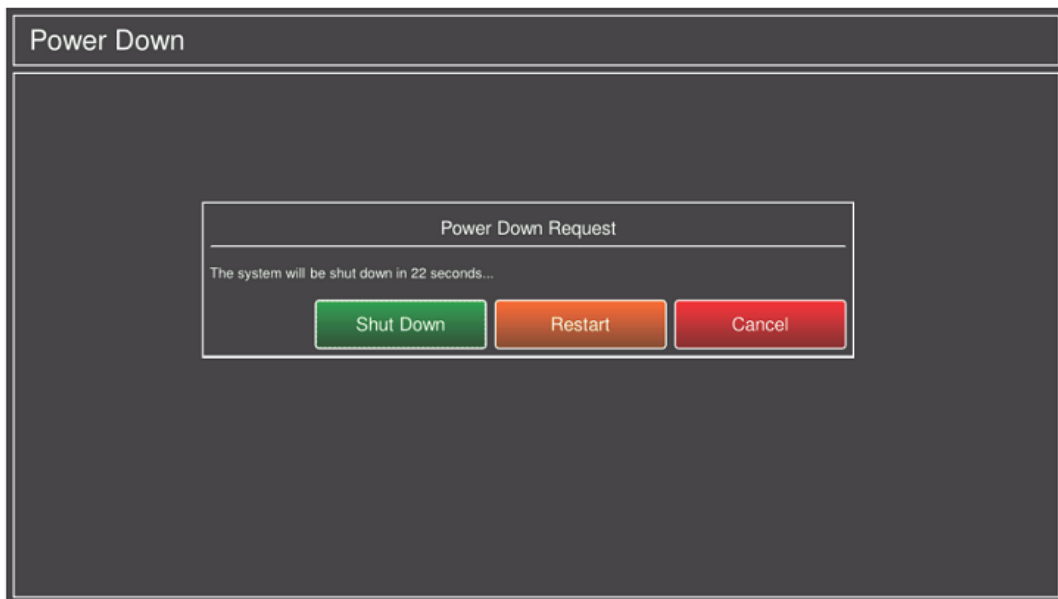 Power Down
Power Down Request
The system will be shut down in 22 seconds...
Shut Down
Restart
Cancel